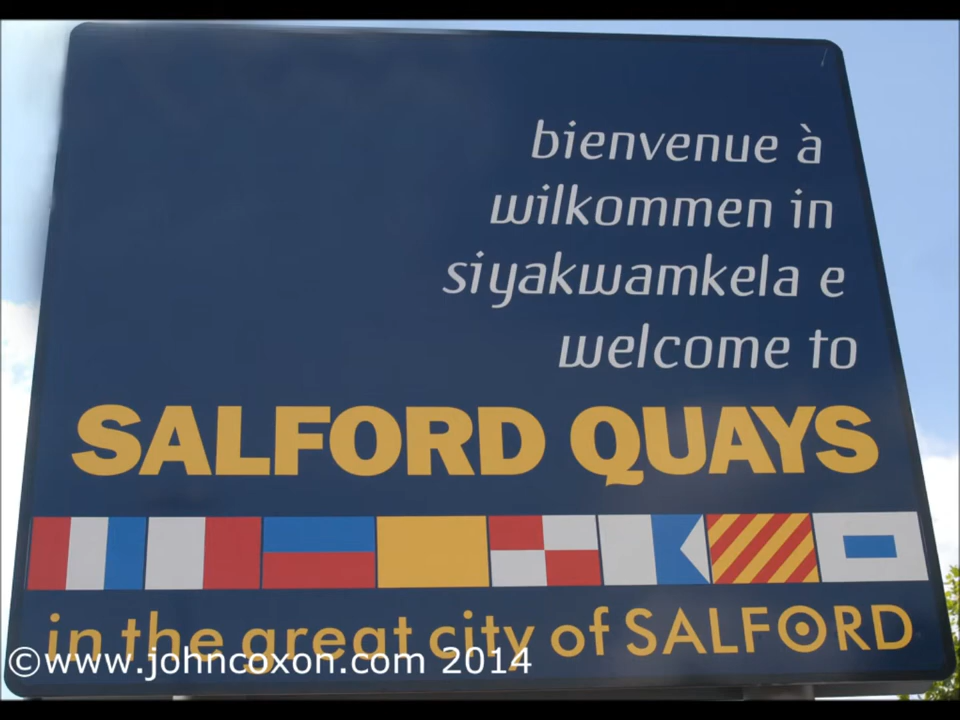 bienvenue à
wilkommen in
siyakwamkela e
welcome to
SALFORD QUAYS
in the great city of SALFORD
©www.johncoxon.com 2014